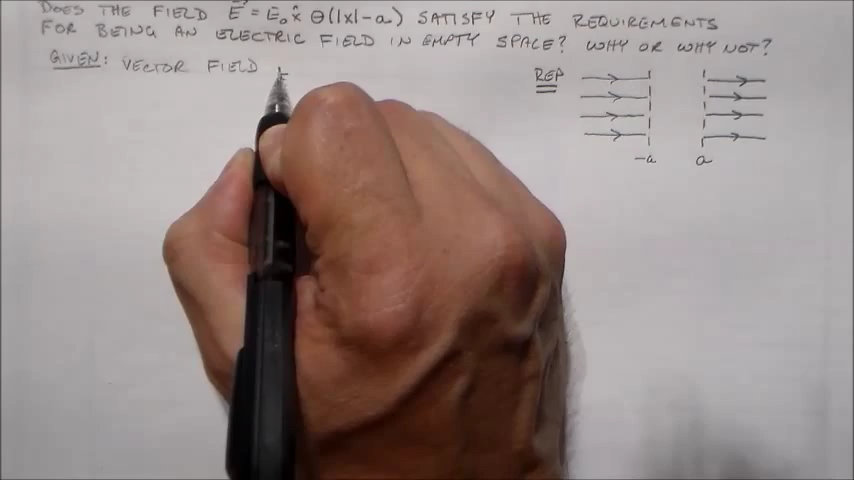 DOES THE FIELD E⃗ = E₀ x̂ Θ(|x|-a) SATISFY THE REQUIREMENTS
FOR BEING AN ELECTRIC FIELD IN EMPTY SPACE? WHY OR WHY NOT?
GIVEN: VECTOR FIELD
REP
-a a